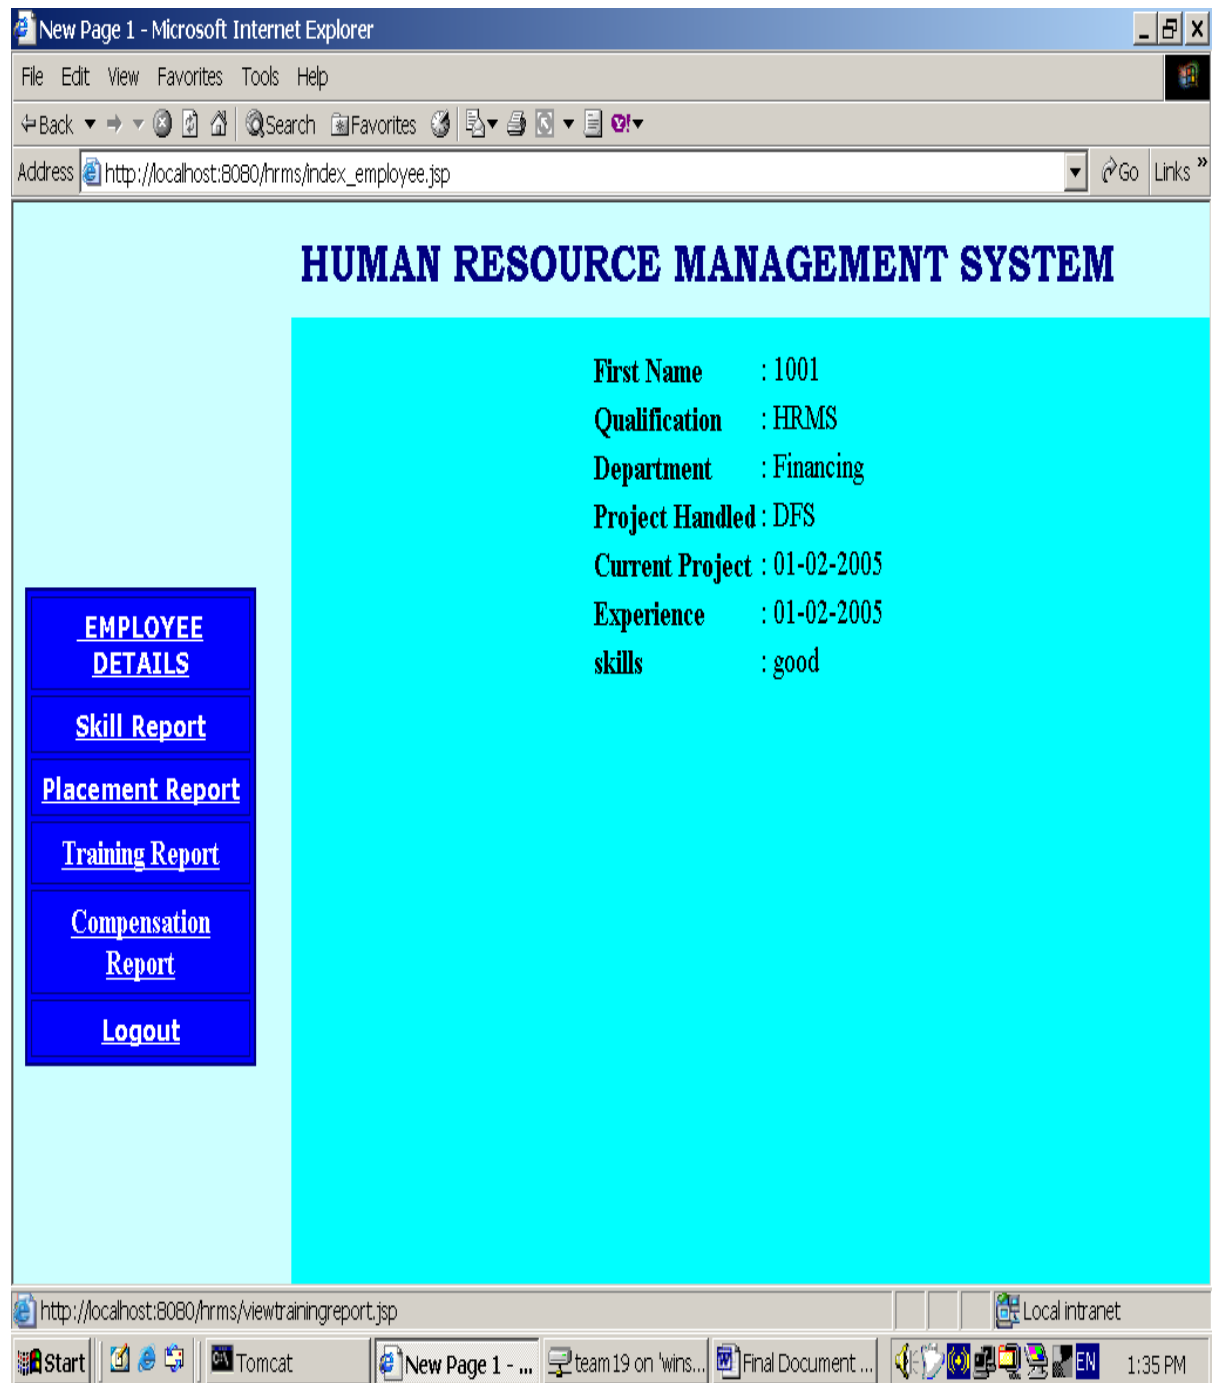 New Page 1 - Microsoft Internet Explorer
File Edit View Favorites Tools Help
Back Search Favorites
Address http://localhost:8080/hrms/index_employee.jsp Go Links »
HUMAN RESOURCE MANAGEMENT SYSTEM
First Name : 1001
Qualification : HRMS
Department : Financing
Project Handled : DFS
Current Project : 01-02-2005
Experience : 01-02-2005
skills : good
EMPLOYEE
DETAILS
Skill Report
Placement Report
Training Report
Compensation
Report
Logout
http://localhost:8080/hrms/viewtrainingreport.jsp Local intranet
Start Tomcat New Page 1 - ... team19 on 'wins... Final Document ... EN 1:35 PM